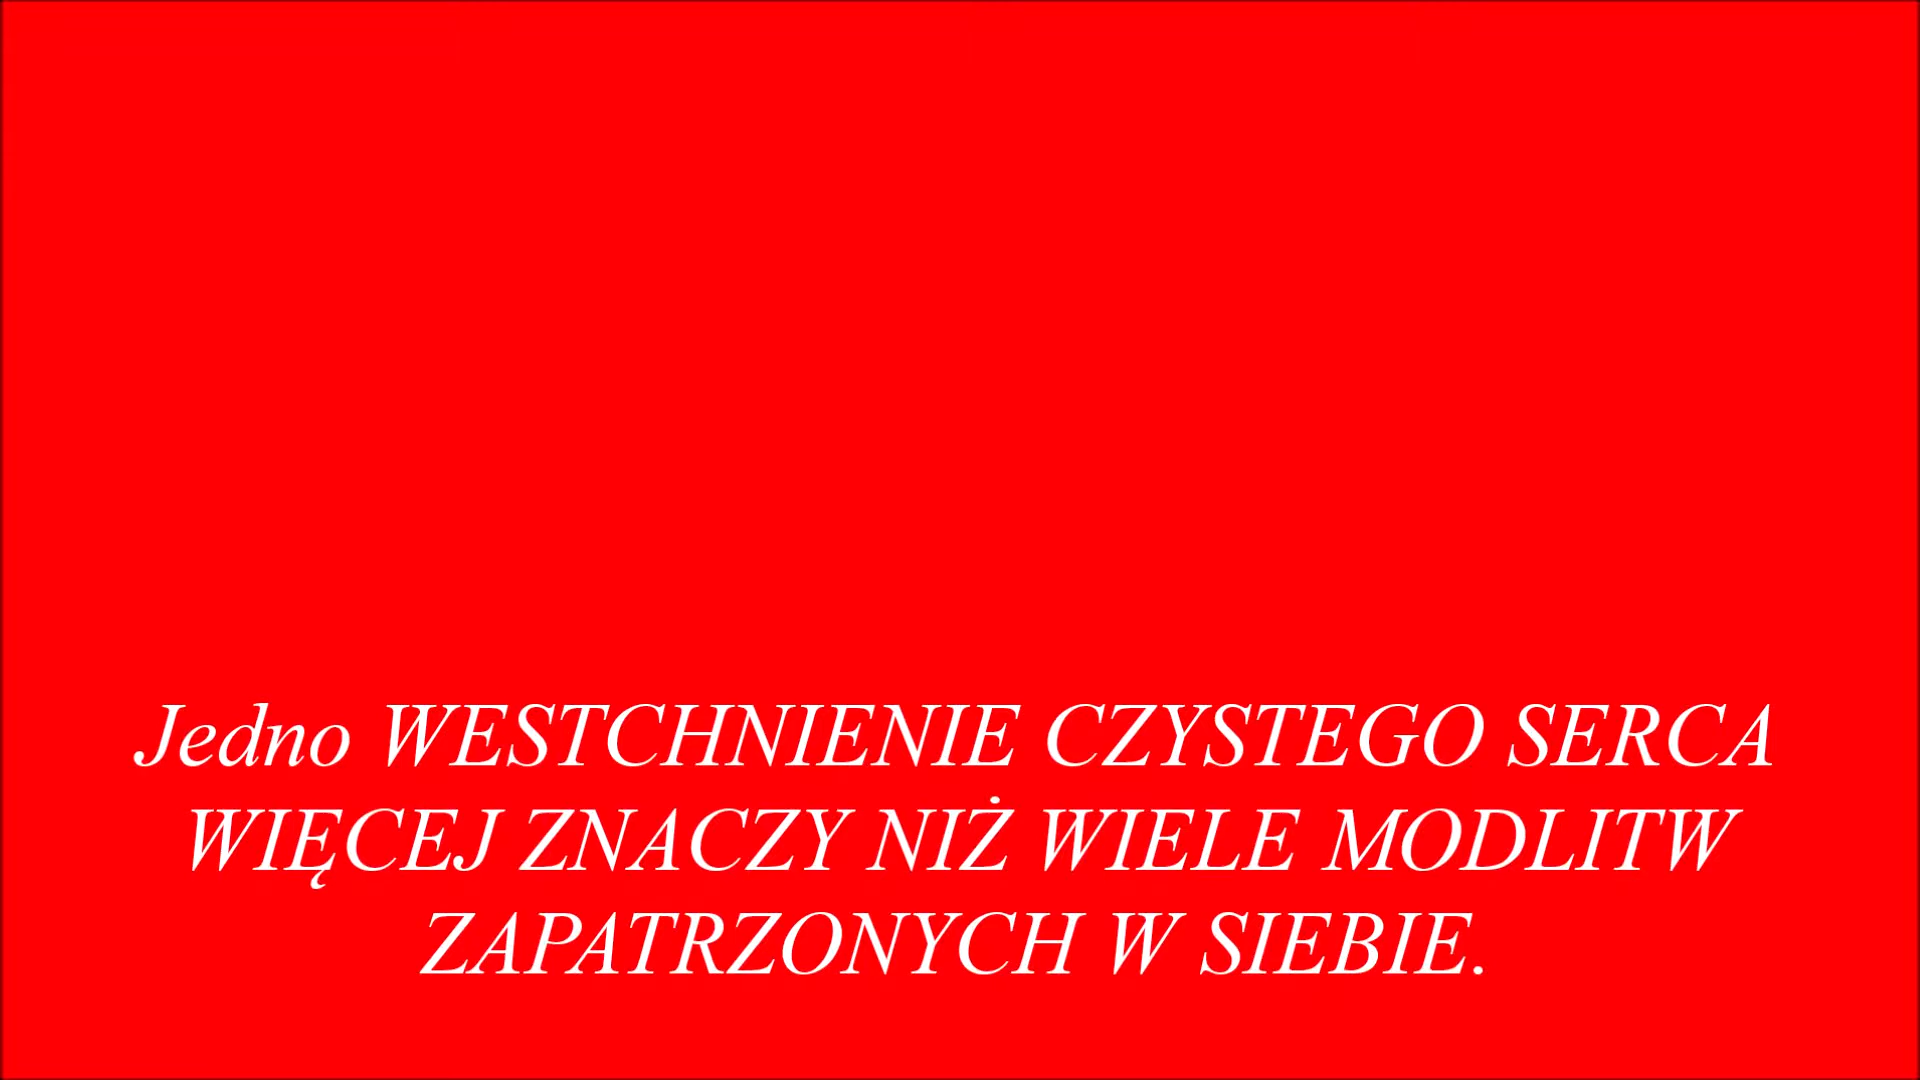 Jedno WESTCHNIENIE CZYSTEGO SERCA
WIĘCEJ ZNACZY NIŻ WIELE MODLITW
ZAPATRZONYCH W SIEBIE.